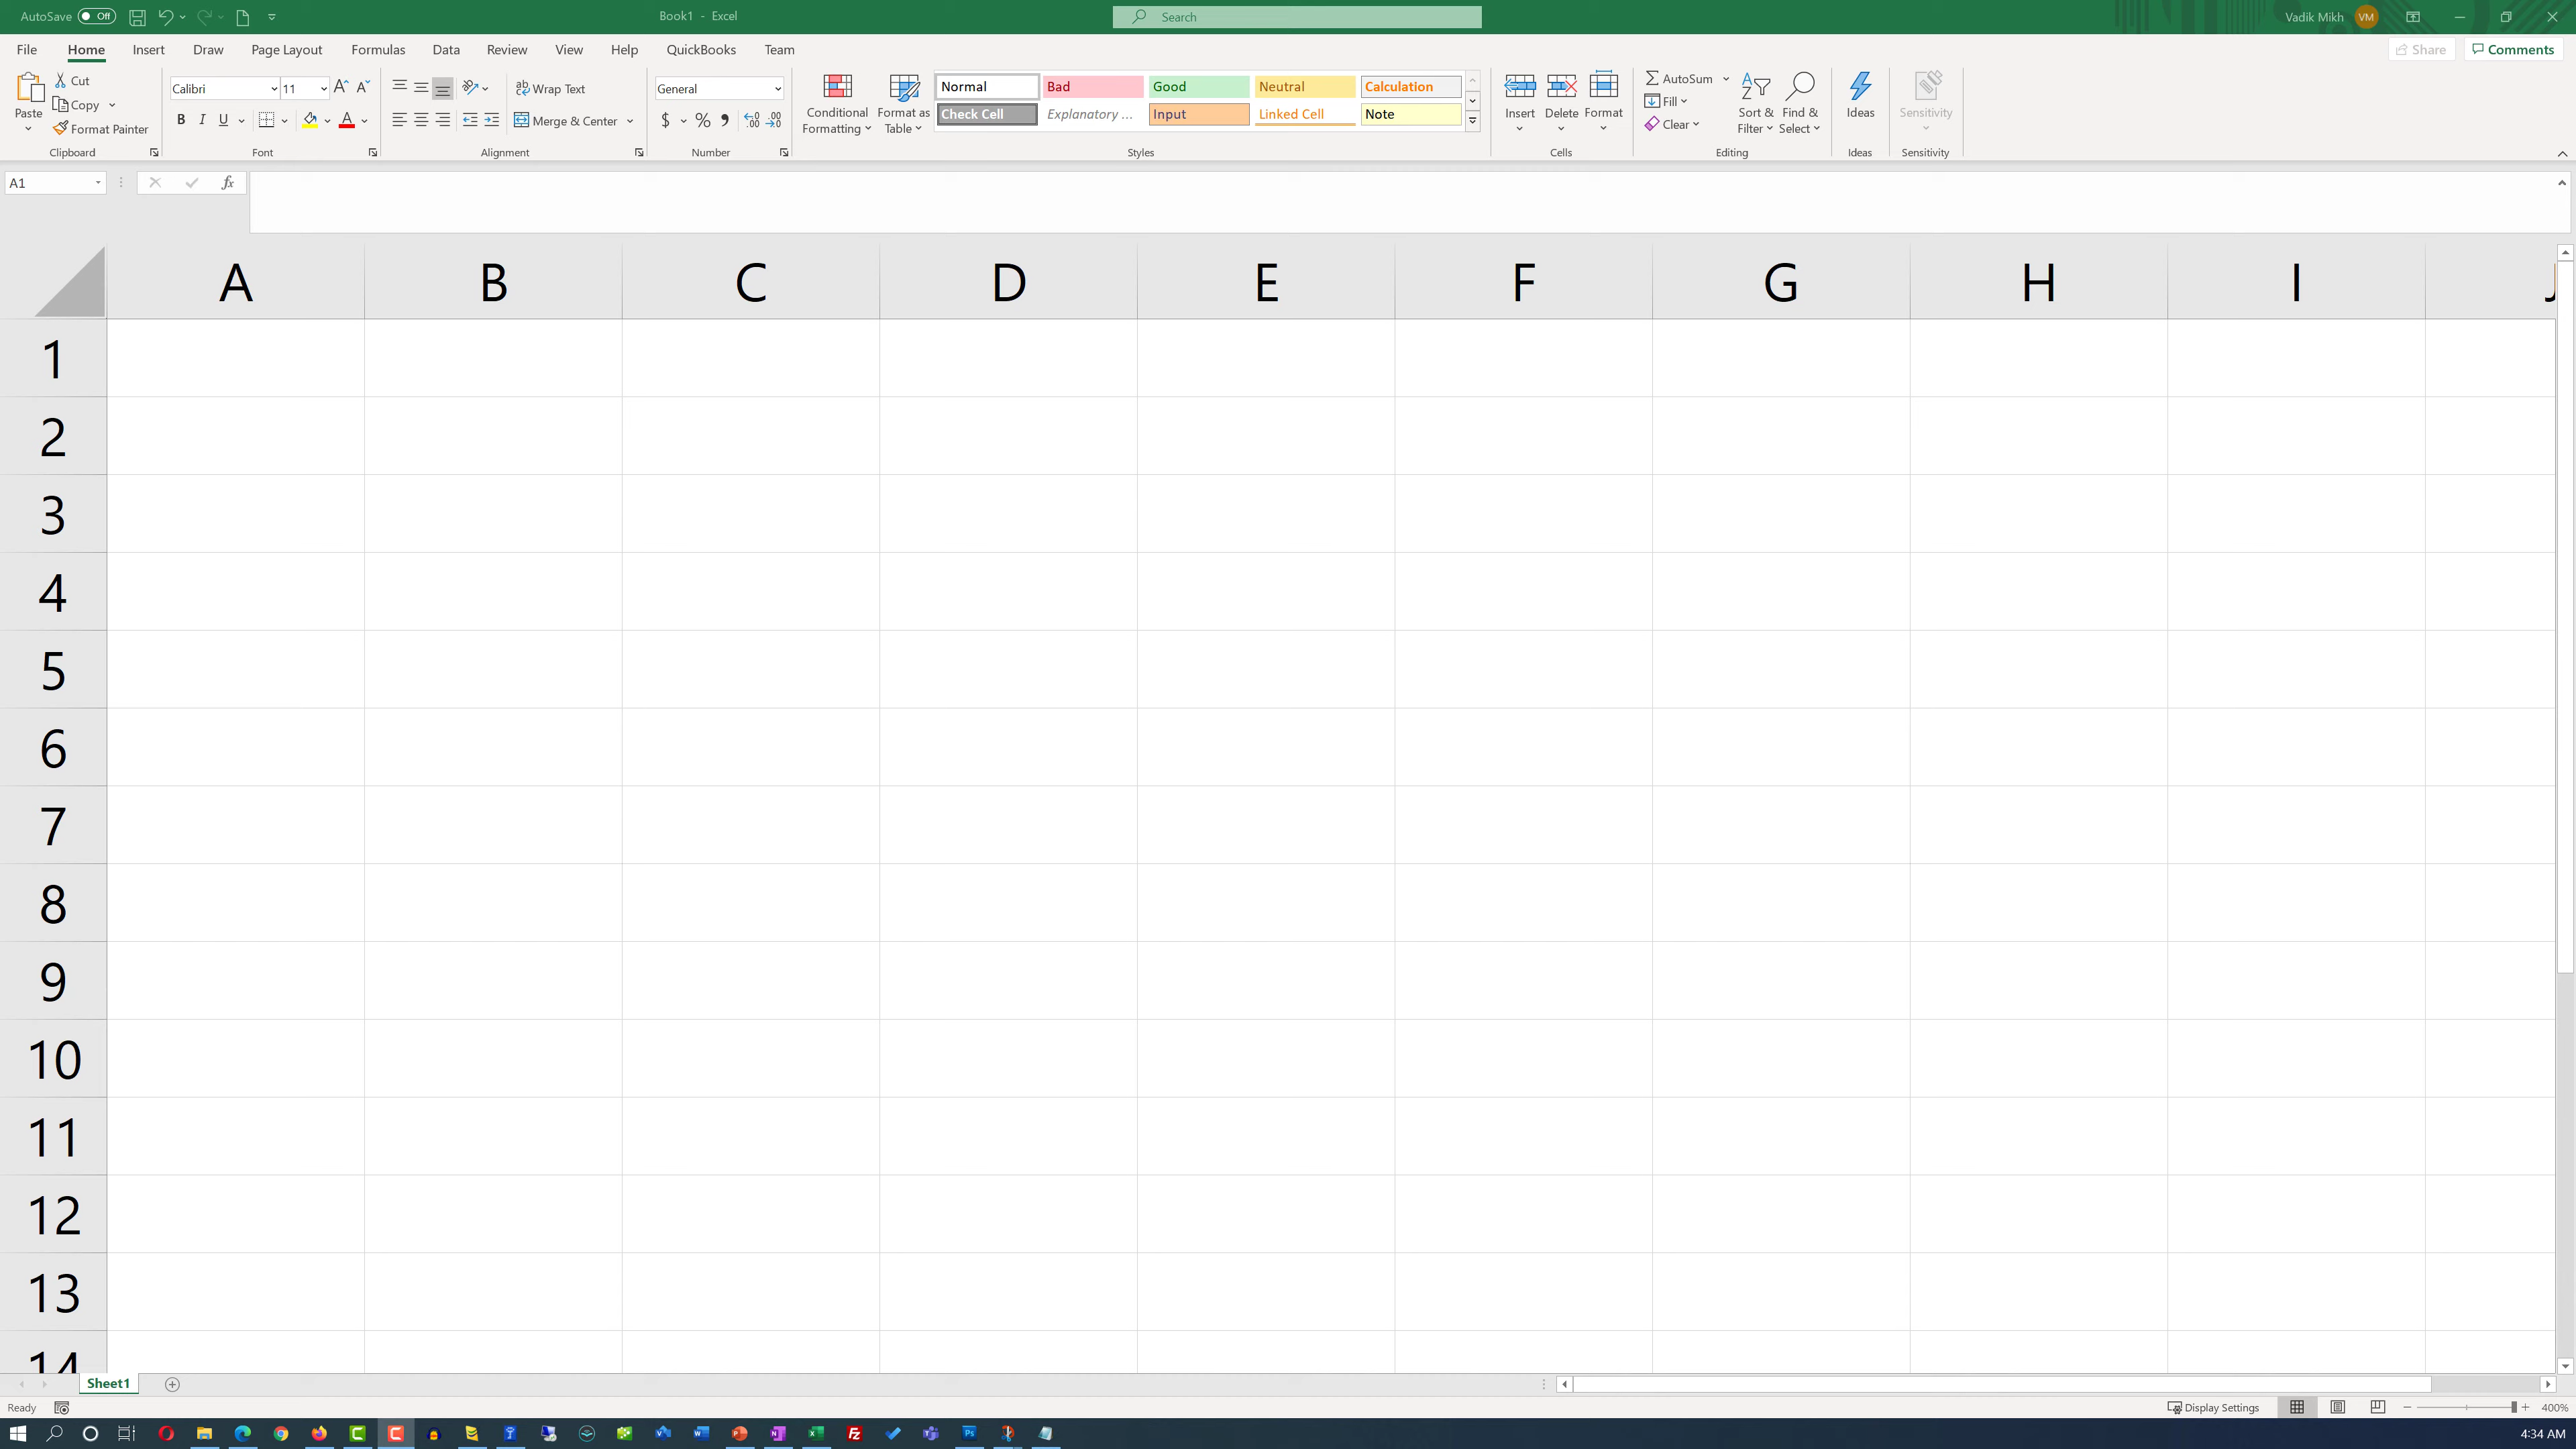 AutoSave Off Book1 - Excel Search Vadik Mikh VM
File Home Insert Draw Page Layout Formulas Data Review View Help QuickBooks Team Share Comments
Paste Cut Copy Format Painter
Clipboard
Calibri 11
B I U A
Font
ab Wrap Text
Merge & Center
Alignment
General
$ % 9 .00 .00
Number
Conditional Formatting
Format as Table
Normal Bad Good Neutral Calculation
Check Cell Explanatory ... Input Linked Cell Note
Styles
Insert Delete Format
Cells
AutoSum
Fill
Clear
Sort & Filter
Find & Select
Editing
Ideas
Ideas
Sensitivity
Sensitivity
A1 fx
A B C D E F G H I J
1
2
3
4
5
6
7
8
9
10
11
12
13
14
Sheet1
Ready Display Settings 400%
4:34 AM